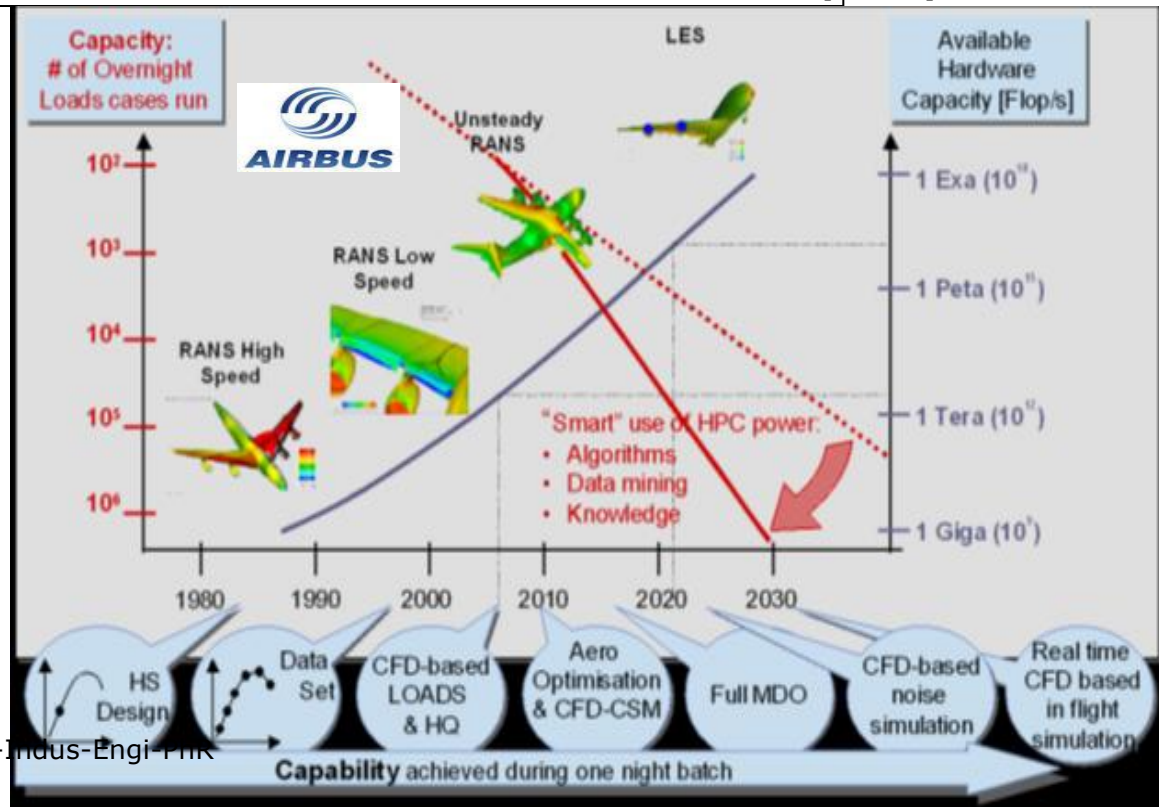 Capacity:
# of Overnight
Loads cases run
AIRBUS
LES
Available
Hardware
Capacity [Flop/s]
Unsteady
RANS
RANS Low
Speed
RANS High
Speed
10²
10³
10⁴
10⁵
10⁶
1 Exa (10¹⁸)
1 Peta (10¹⁵)
1 Tera (10¹²)
1 Giga (10⁹)
"Smart" use of HPC power:
• Algorithms
• Data mining
• Knowledge
1980 1990 2000 2010 2020 2030
HS
Design
Data
Set
CFD-based
LOADS
& HQ
Aero
Optimisation
& CFD-CSM
Full MDO
CFD-based
noise
simulation
Real time
CFD based
in flight
simulation
-Indus-Engi-PhR
Capability achieved during one night batch